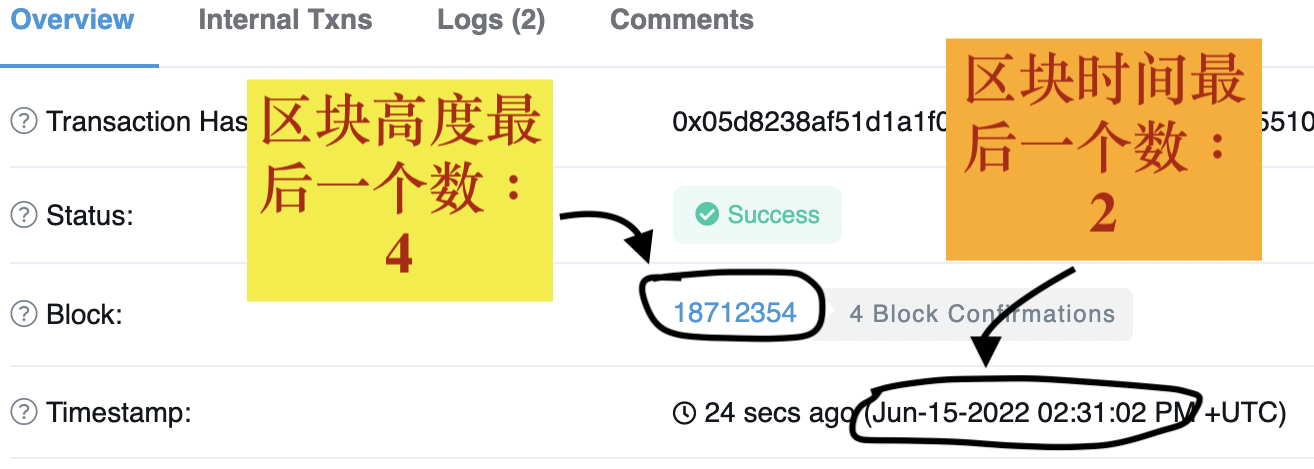 Overview Internal Txns Logs (2) Comments
区块高度最
后一个数：
4
区块时间最
后一个数：
2
Transaction Has 0x05d8238af51d1a1f0 5510
Status: Success
Block: 18712354 4 Block Confirmations
Timestamp: 24 secs ago (Jun-15-2022 02:31:02 PM +UTC)